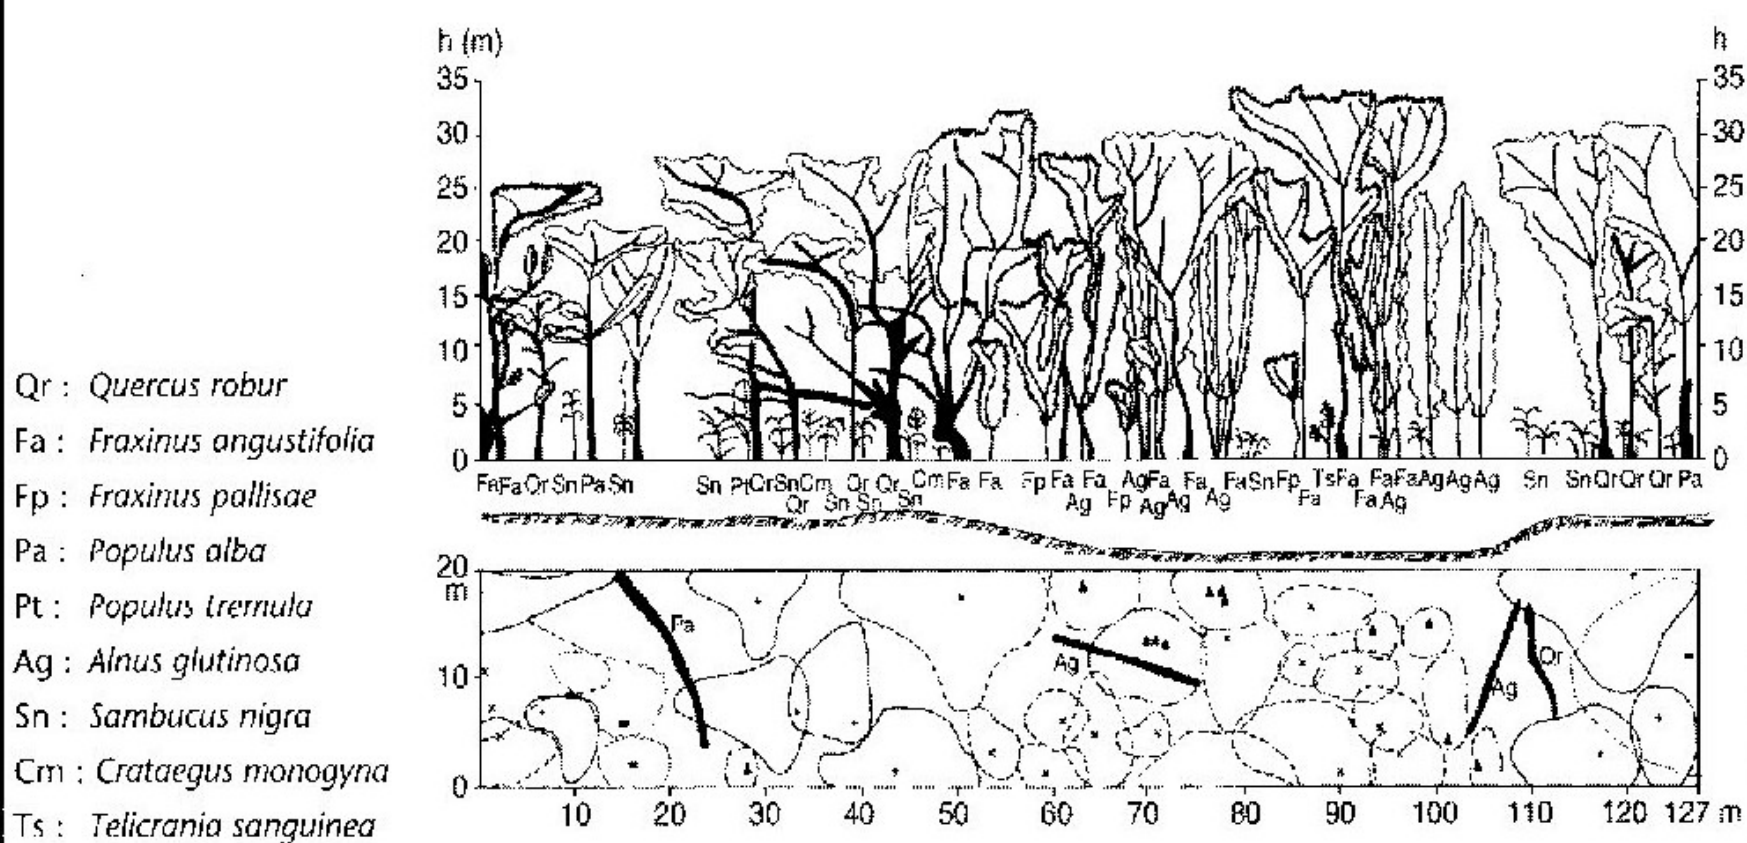 h (m)
h
35
35
30
30
25
25
20
20
15
15
10
10
5
5
0
0
Qr : Quercus robur
Fa : Fraxinus angustifolia
Fp : Fraxinus pallisae
Pa : Populus alba
Pt : Populus tremula
Ag : Alnus glutinosa
Sn : Sambucus nigra
Cm : Crataegus monogyna
Ts : Telicrania sanguinea
Fa Fa Qr Sn Pa Sn Sn Pt Qr Sn Cm Qr Qr Cm Fa Fa Fp Fa Fa Ag Fa Fa Fa Sn Fp Ts Fa Fa Fa Ag Ag Ag Sn Sn Qr Qr Qr Pa
Qr Sn Sn Sn Ag Fp Ag Ag Ag Fa Fa Ag
20
m
Fa
Ag
Qr
Ag
10
0
10 20 30 40 50 60 70 80 90 100 110 120 127 m